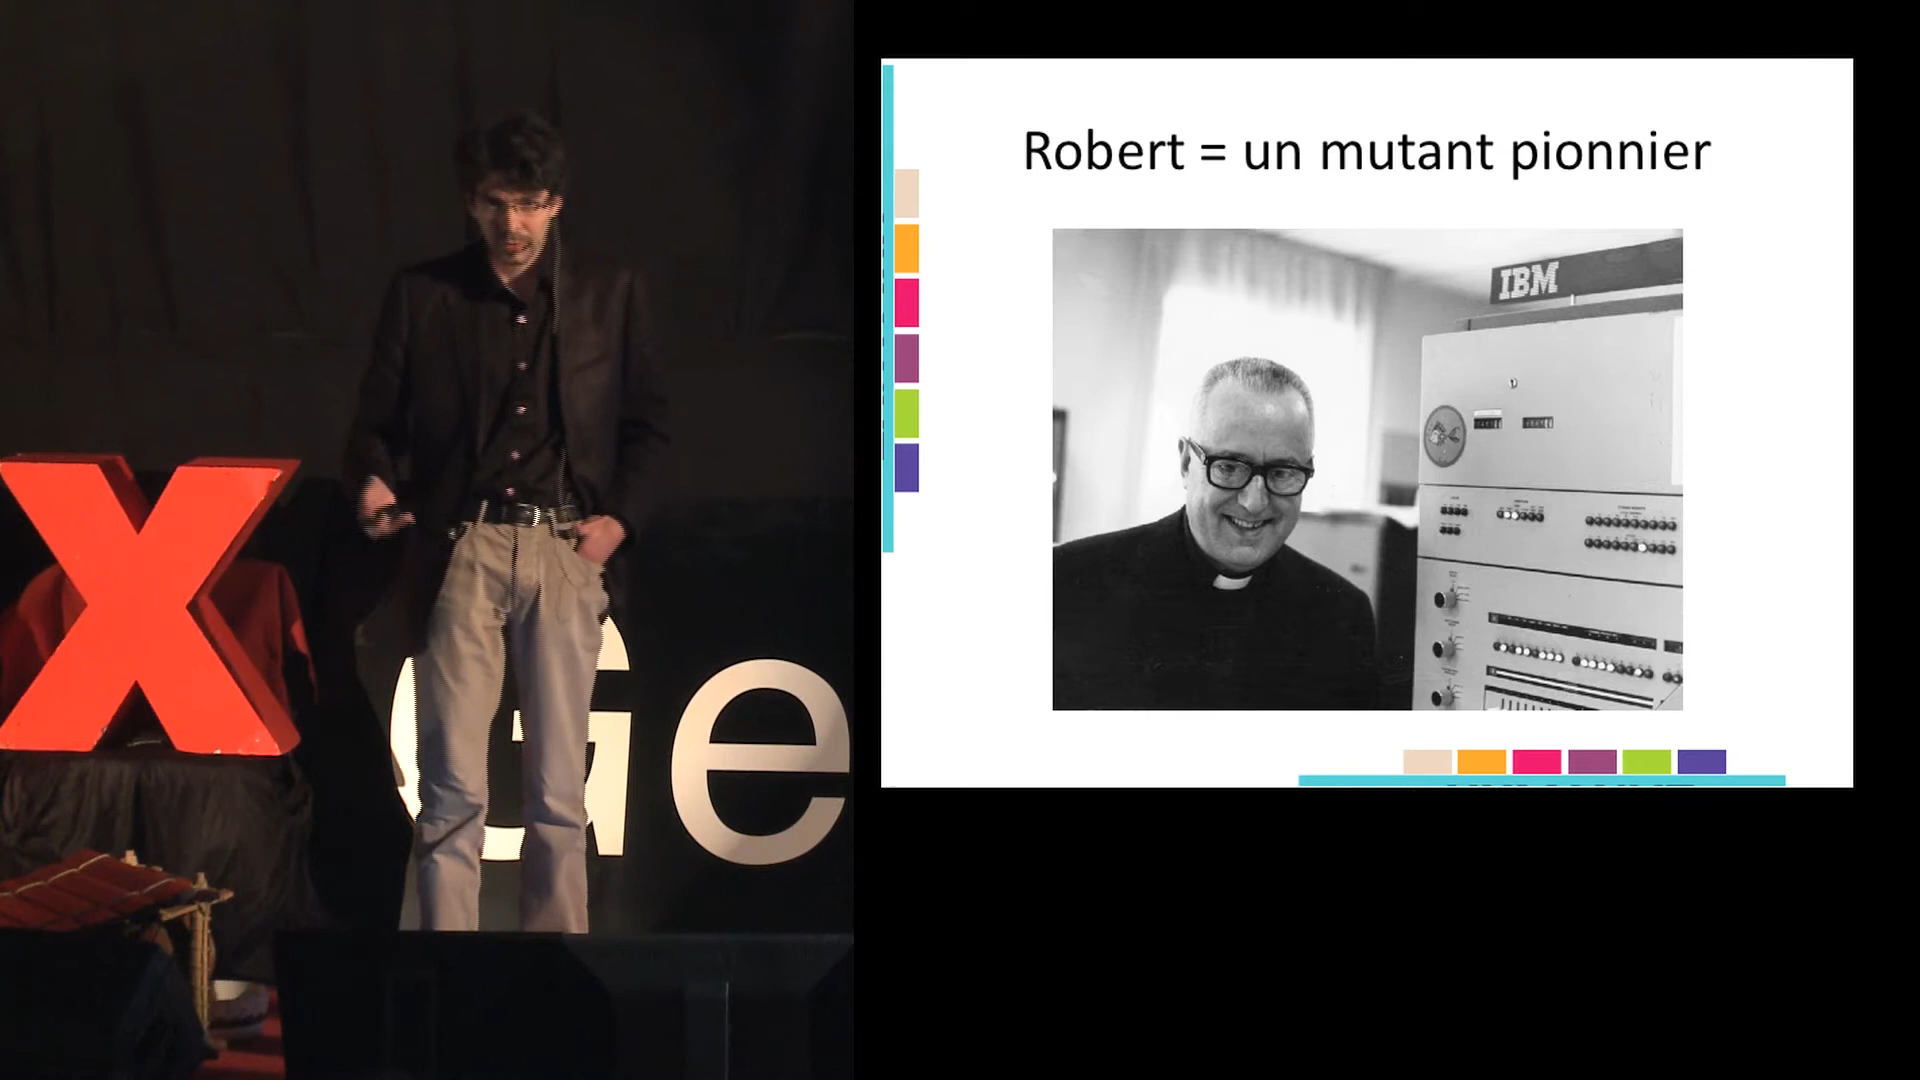 X
Ge
Robert = un mutant pionnier
IBM